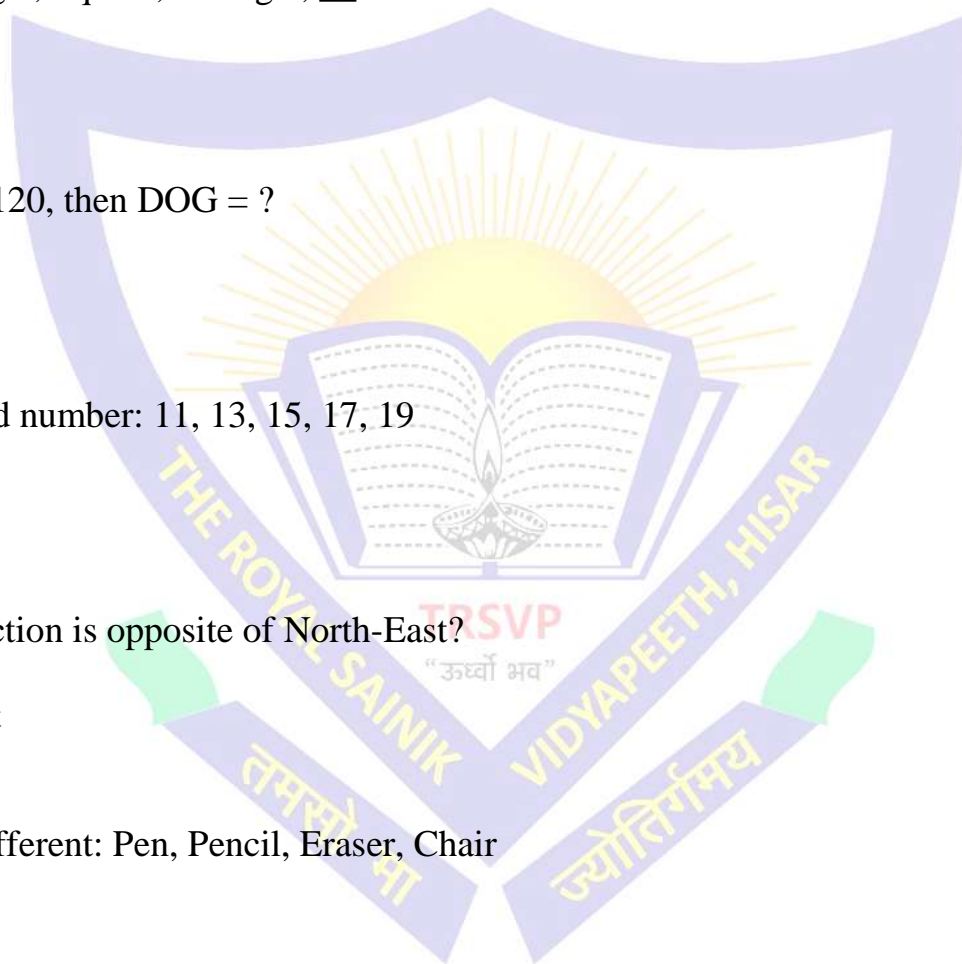 120, then DOG = ?
number: 11, 13, 15, 17, 19
THE ROYAL SAINIK VIDYAPEETH, HISAR
TRSVP
ction is opposite of North-East?
“ऊर्ध्वो भव”
fferent: Pen, Pencil, Eraser, Chair
तमसो मा ज्योतिर्गमय